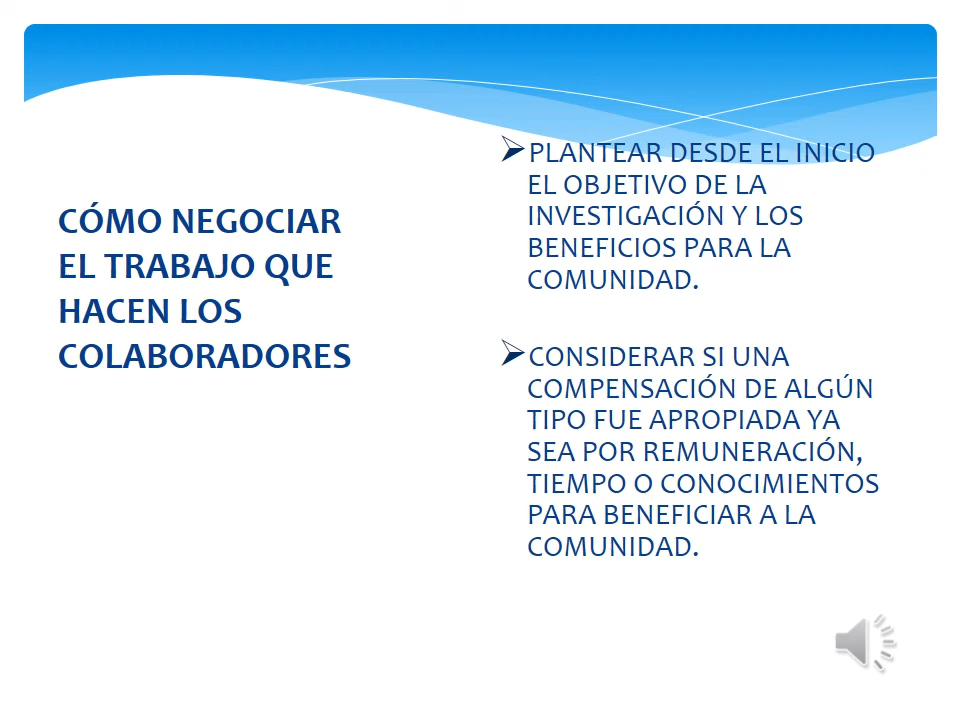 CÓMO NEGOCIAR
EL TRABAJO QUE
HACEN LOS
COLABORADORES
PLANTEAR DESDE EL INICIO
EL OBJETIVO DE LA
INVESTIGACIÓN Y LOS
BENEFICIOS PARA LA
COMUNIDAD.
CONSIDERAR SI UNA
COMPENSACIÓN DE ALGÚN
TIPO FUE APROPIADA YA
SEA POR REMUNERACIÓN,
TIEMPO O CONOCIMIENTOS
PARA BENEFICIAR A LA
COMUNIDAD.